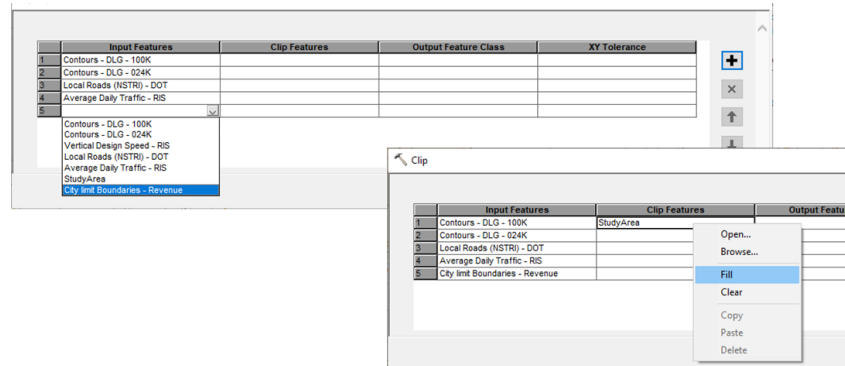 Input Features Clip Features Output Feature Class XY Tolerance
1 Contours - DLG - 100K
2 Contours - DLG - 024K
3 Local Roads (NSTRI) - DOT
4 Average Daily Traffic - RIS
5
Contours - DLG - 100K
Contours - DLG - 024K
Vertical Design Speed - RIS
Local Roads (NSTRI) - DOT
Average Daily Traffic - RIS
StudyArea
City limit Boundaries - Revenue
Clip
Input Features Clip Features Output Featu
1 Contours - DLG - 100K StudyArea
2 Contours - DLG - 024K
3 Local Roads (NSTRI) - DOT
4 Average Daily Traffic - RIS
5 City limit Boundaries - Revenue
Open...
Browse...
Fill
Clear
Copy
Paste
Delete